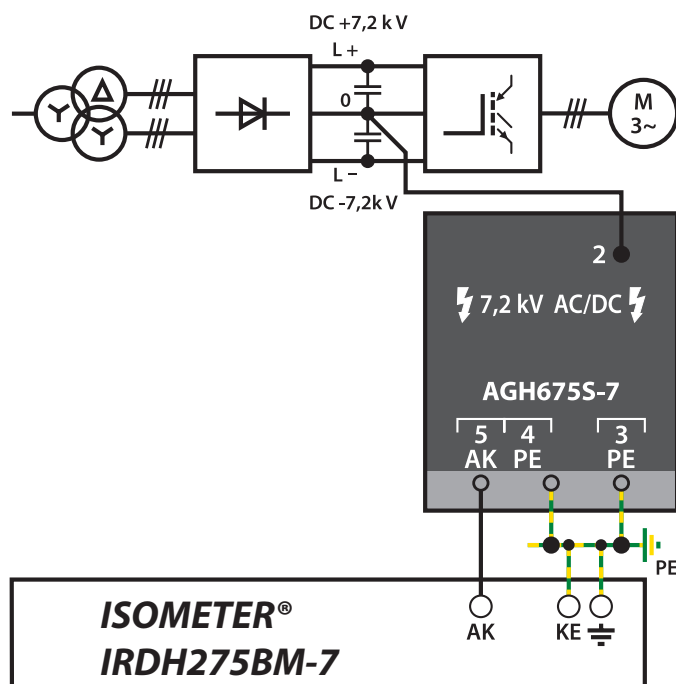 DC +7,2 k V
L +
0
L –
DC -7,2k V
M
3~
2
7,2 kV AC/DC
AGH675S-7
5 4 3
AK PE PE
PE
AK KE
ISOMETER®
IRDH275BM-7